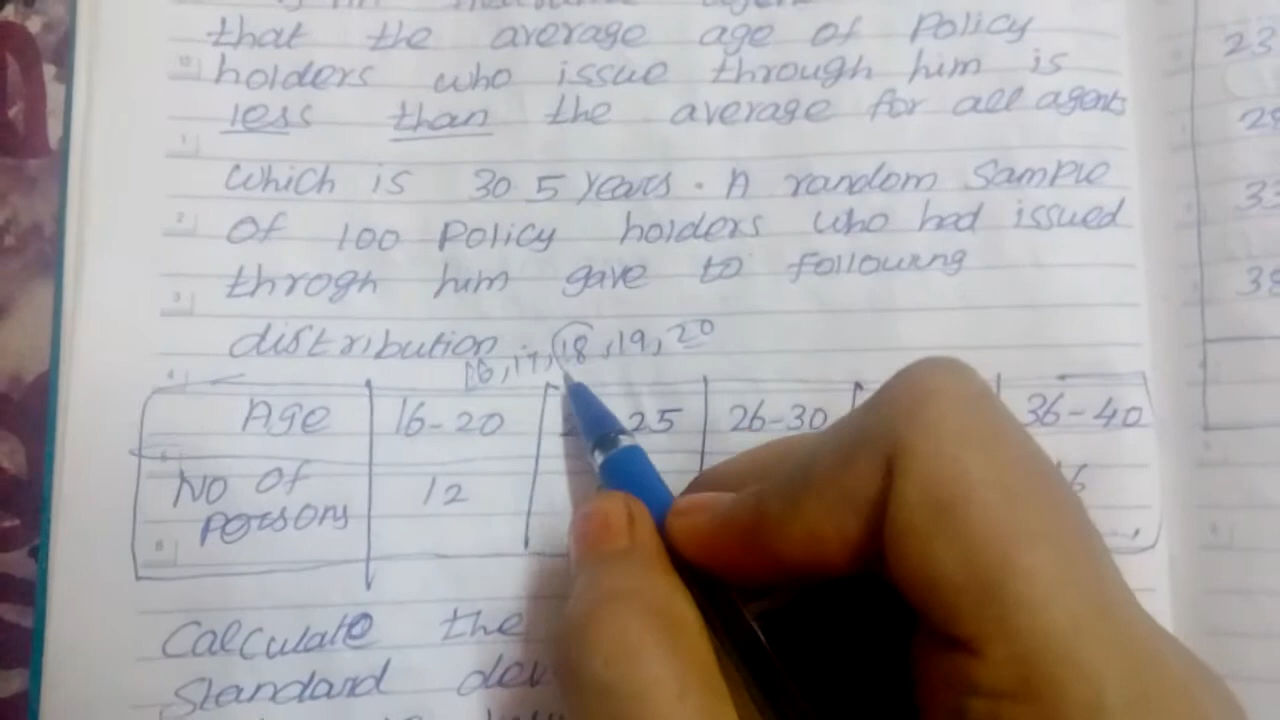 that the average age of Policy
holders who issue through him is
less than the average for all agents
which is 30 5 years. A random Sample
Of 100 Policy holders who had issued
throgh him gave to following
distribution
16, 17, 18, 19, 20
Age 16-20 25 26-30 36-40
No Of Persons 12 6
Calculate the
Standard dev
23